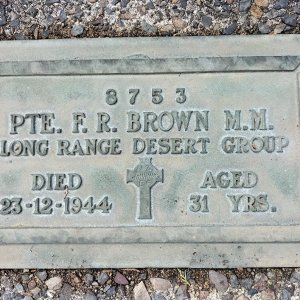 8753
PTE. F. R. BROWN M.M.
LONG RANGE DESERT GROUP
DIED AGED
23-12-1944 31 YRS.